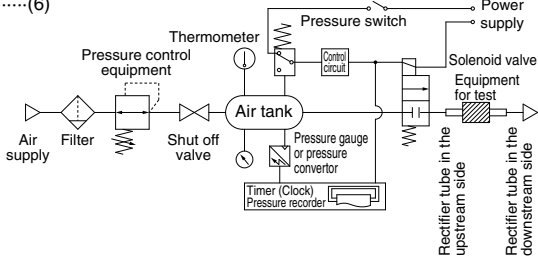 ·····(6)
Power
supply
Pressure switch
Thermometer
Pressure control
equipment
Control
circuit
Solenoid valve
Equipment
for test
Air tank
Air
supply
Filter
Shut off
valve
Pressure gauge
or pressure
convertor
Timer (Clock)
Pressure recorder
Rectifier tube in the
upstream side
Rectifier tube in the
downstream side